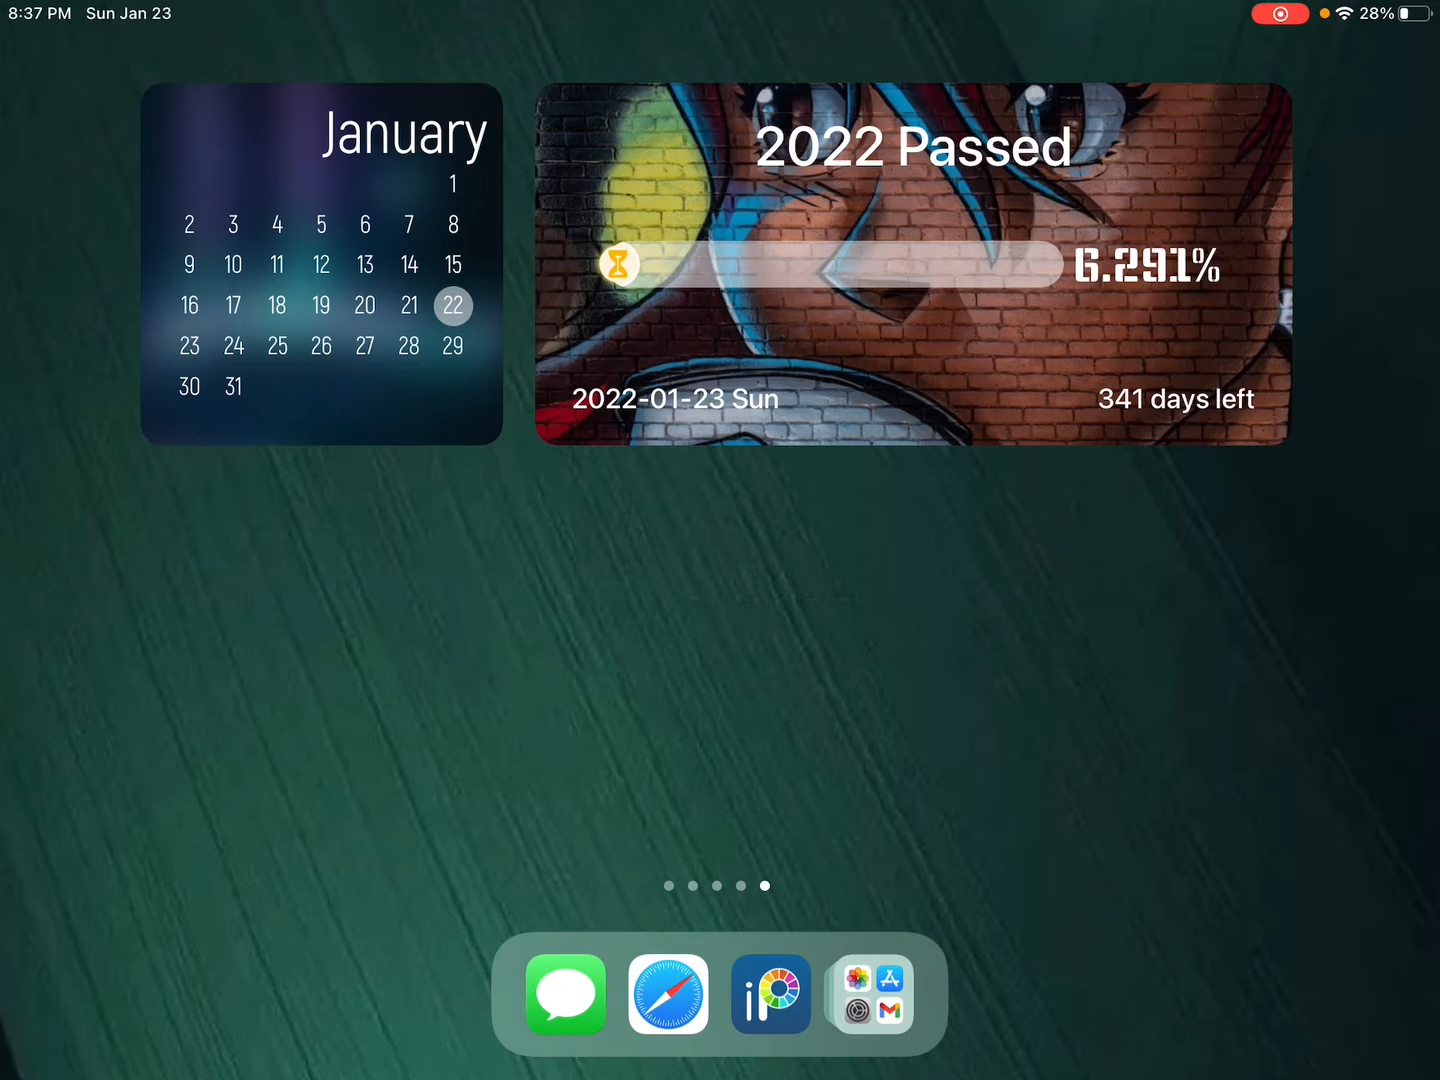 8:37 PM Sun Jan 23
28%
January
1
2 3 4 5 6 7 8
9 10 11 12 13 14 15
16 17 18 19 20 21 22
23 24 25 26 27 28 29
30 31
2022 Passed
6.291%
2022-01-23 Sun
341 days left
iP